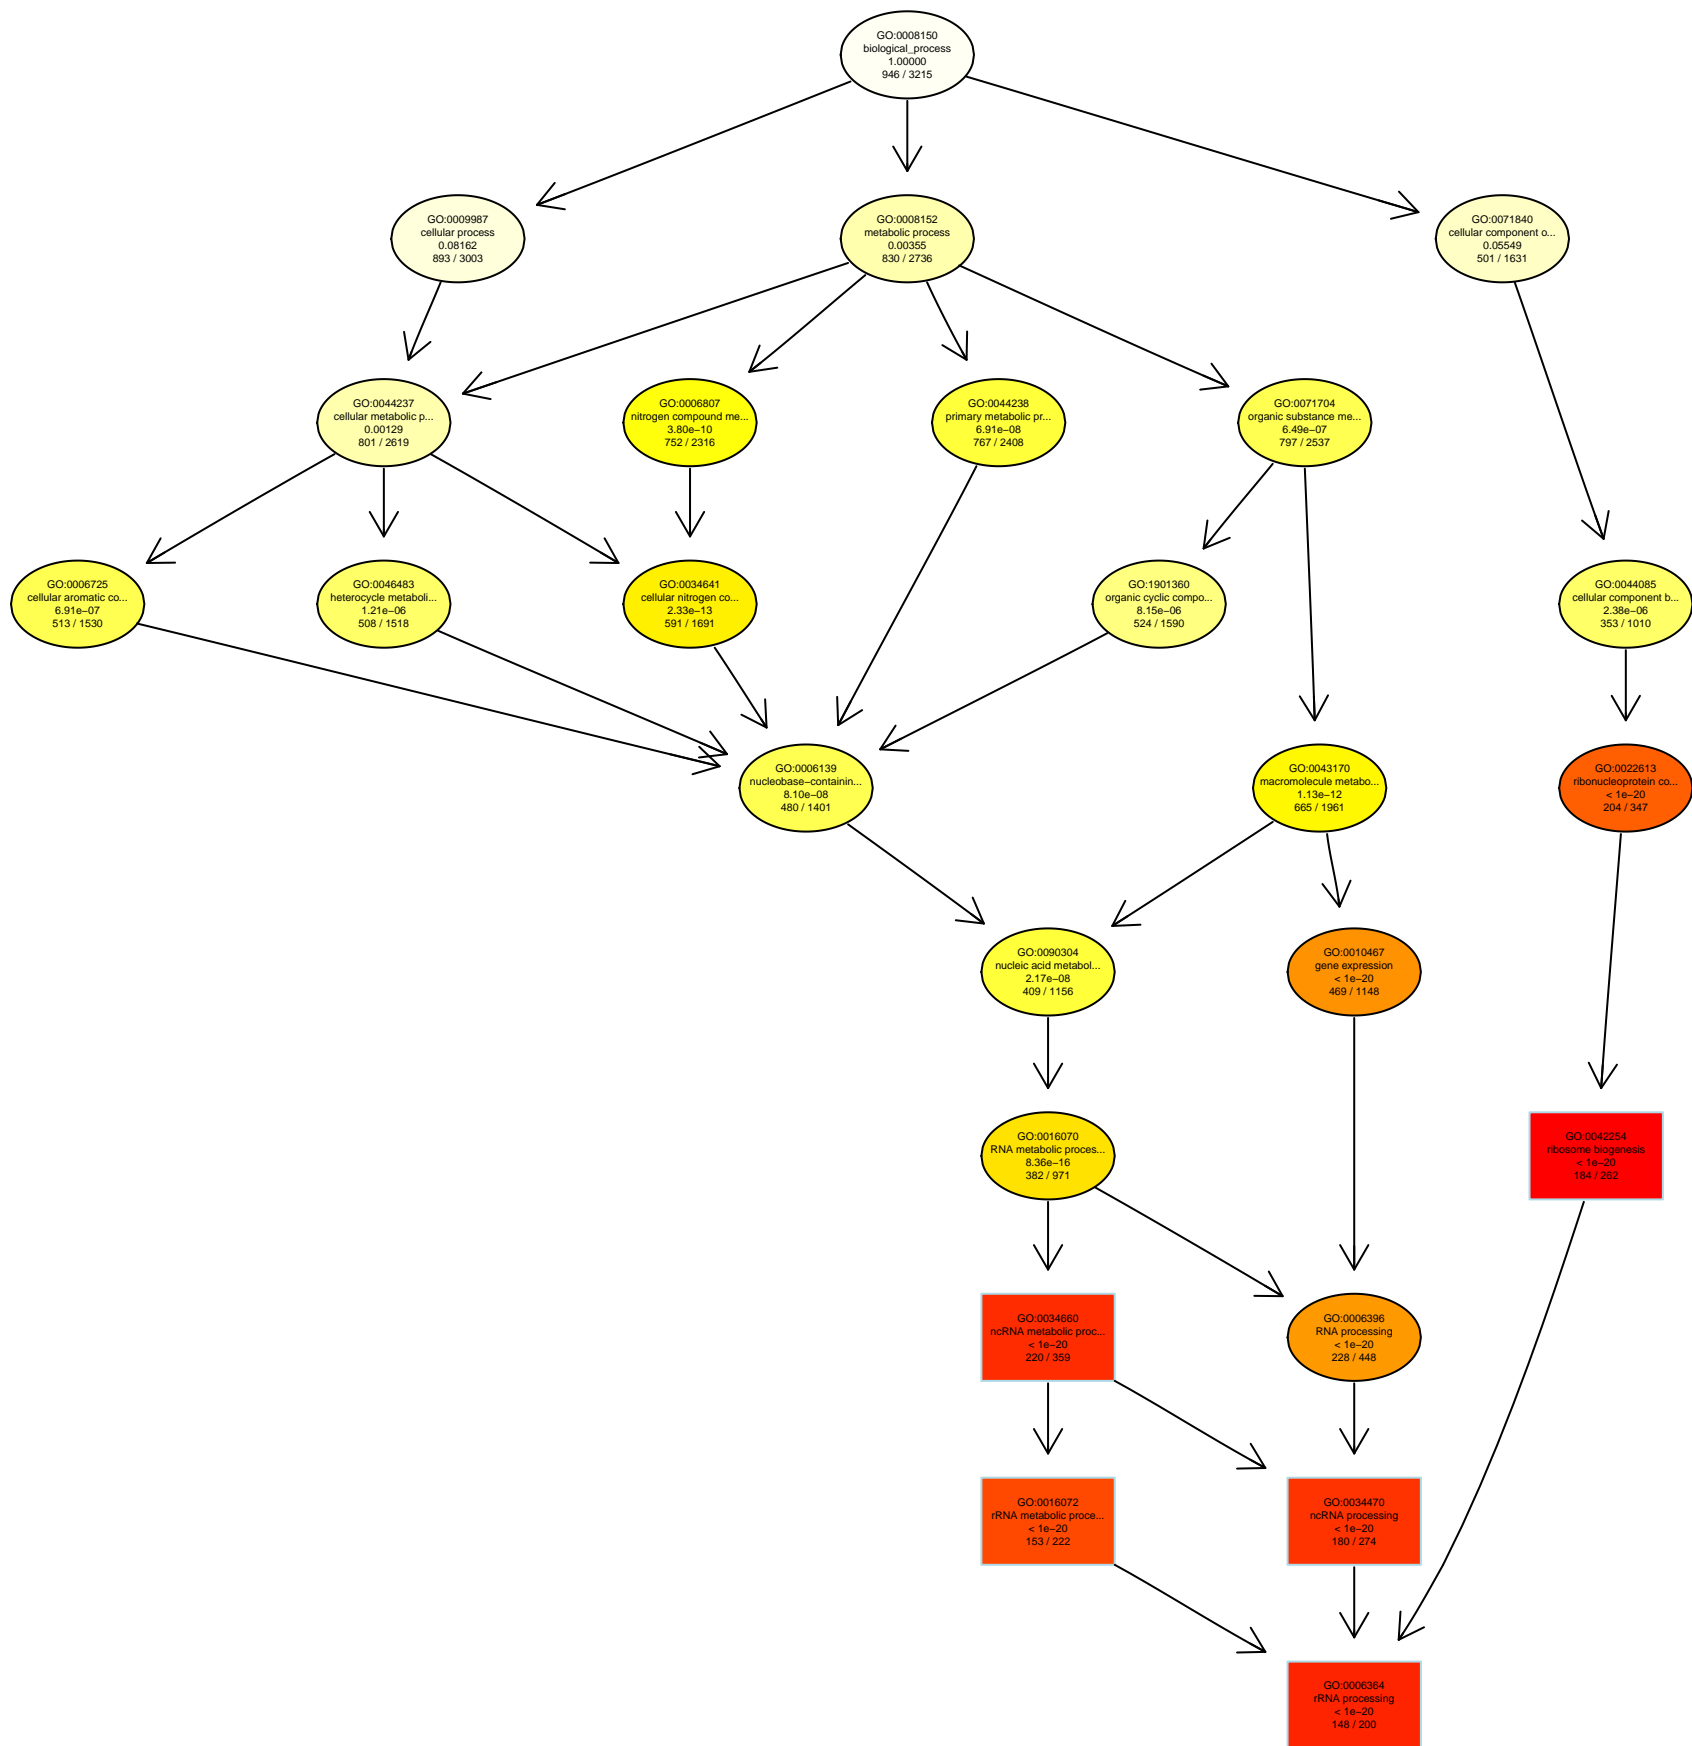 GO:0008150
biological_process
1.00000
946 / 3215
GO:0009987
cellular process
0.08162
893 / 3003
GO:0008152
metabolic process
0.00355
830 / 2736
GO:0071840
cellular component o...
0.05549
501 / 1631
GO:0044237
cellular metabolic p...
0.00129
801 / 2619
GO:0006807
nitrogen compound me...
3.80e−10
752 / 2316
GO:0044238
primary metabolic pr...
6.91e−08
767 / 2408
GO:0071704
organic substance me...
6.49e−07
797 / 2537
GO:0006725
cellular aromatic co...
6.91e−07
513 / 1530
GO:0046483
heterocycle metaboli...
1.21e−06
508 / 1518
GO:0034641
cellular nitrogen co...
2.33e−13
591 / 1691
GO:1901360
organic cyclic compo...
8.15e−06
524 / 1590
GO:0044085
cellular component b...
2.38e−06
353 / 1010
GO:0006139
nucleobase−containin...
8.10e−08
480 / 1401
GO:0043170
macromolecule metabo...
1.13e−12
665 / 1961
GO:0022613
ribonucleoprotein co...
< 1e−20
204 / 347
GO:0090304
nucleic acid metabol...
2.17e−08
409 / 1156
GO:0010467
gene expression
< 1e−20
469 / 1148
GO:0016070
RNA metabolic proces...
8.36e−16
382 / 971
GO:0042254
ribosome biogenesis
< 1e−20
184 / 262
GO:0034660
ncRNA metabolic proc...
< 1e−20
220 / 359
GO:0006396
RNA processing
< 1e−20
228 / 448
GO:0016072
rRNA metabolic proce...
< 1e−20
153 / 222
GO:0034470
ncRNA processing
< 1e−20
180 / 274
GO:0006364
rRNA processing
< 1e−20
148 / 200